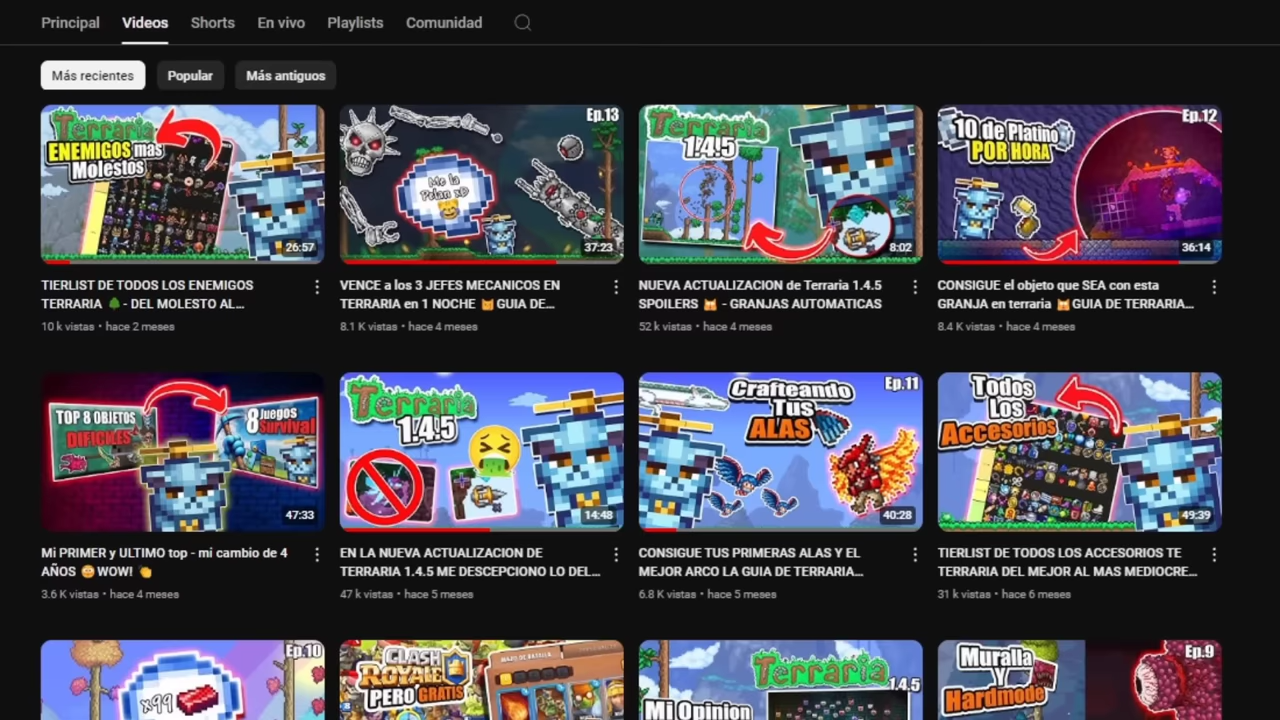 Principal Videos Shorts En vivo Playlists Comunidad
Más recientes Popular Más antiguos
Terraria
ENEMIGOS mas
Molestos
26:57
Ep.13
Me la
Pelan xD
37:23
Terraria
1.4.5
8:02
10 de Platino
POR HORA
Ep.12
36:14
TIERLIST DE TODOS LOS ENEMIGOS
TERRARIA 🌳- DEL MOLESTO AL...
10 k vistas • hace 2 meses
VENCE a los 3 JEFES MECANICOS EN
TERRARIA en 1 NOCHE 😹GUIA DE...
8.1 K vistas • hace 4 meses
NUEVA ACTUALIZACION de Terraria 1.4.5
SPOILERS 😹 - GRANJAS AUTOMATICAS
52 k vistas • hace 4 meses
CONSIGUE el objeto que SEA con esta
GRANJA en terraria 😹GUIA DE TERRARIA...
8.4 K vistas • hace 4 meses
TOP 8 OBJETOS
DIFICILES
8 Juegos
Survival
47:33
Terraria
1.4.5
14:48
Crafteando
Tus
ALAS
Ep.11
40:28
Todos
Los
Accesorios
49:39
Mi PRIMER y ULTIMO top - mi cambio de 4
AÑOS 😳WOW! 👏
3.6 K vistas • hace 4 meses
EN LA NUEVA ACTUALIZACION DE
TERRARIA 1.4.5 ME DESCEPCIONO LO DEL...
47 k vistas • hace 5 meses
CONSIGUE TUS PRIMERAS ALAS Y EL
MEJOR ARCO LA GUIA DE TERRARIA...
6.8 K vistas • hace 5 meses
TIERLIST DE TODOS LOS ACCESORIOS TE
TERRARIA DEL MEJOR AL MAS MEDIOCRE...
31 k vistas • hace 6 meses
Ep.10
x99
CLASH
ROYALE
PERO GRATIS
MAZO DE BATALLA
Terraria
1.4.5
Mi Opinion
Muralla
Y
Hardmode
Ep.9